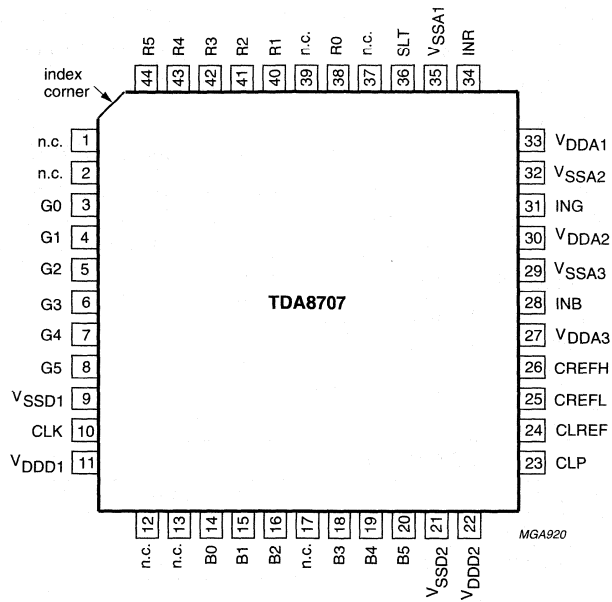 R5 R4 R3 R2 R1 n.c. R0 n.c. SLT VSSA1 INR
44 43 42 41 40 39 38 37 36 35 34
index
corner
n.c. 1
n.c. 2
G0 3
G1 4
G2 5
G3 6
G4 7
G5 8
VSSD1 9
CLK 10
VDDD1 11
TDA8707
33 VDDA1
32 VSSA2
31 ING
30 VDDA2
29 VSSA3
28 INB
27 VDDA3
26 CREFH
25 CREFL
24 CLREF
23 CLP
12 13 14 15 16 17 18 19 20 21 22
n.c. n.c. B0 B1 B2 n.c. B3 B4 B5 VSSD2 VDDD2
MGA920